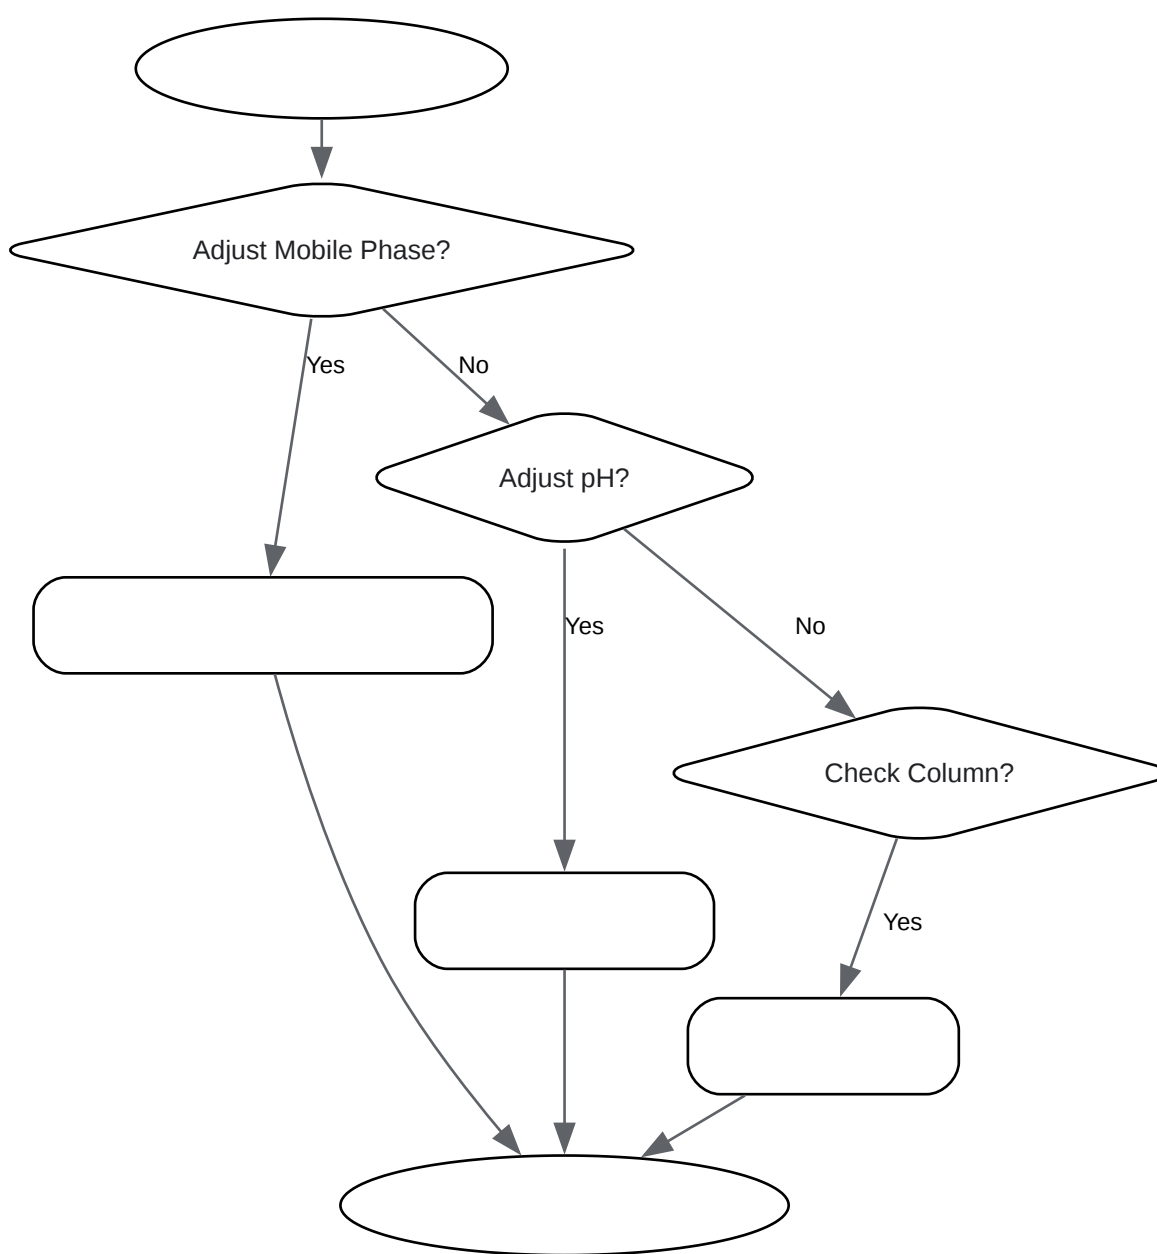 Adjust Mobile Phase?
Yes
No
Adjust pH?
Yes
No
Check Column?
Yes